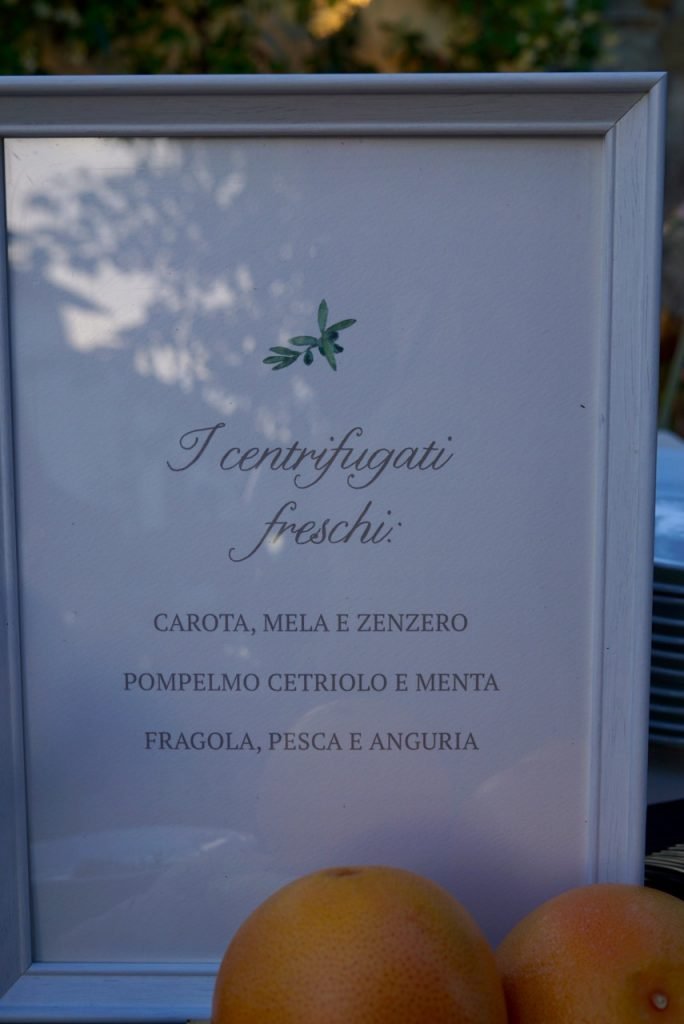 I centrifugati
freschi:
CAROTA, MELA E ZENZERO
POMPELMO CETRIOLO E MENTA
FRAGOLA, PESCA E ANGURIA